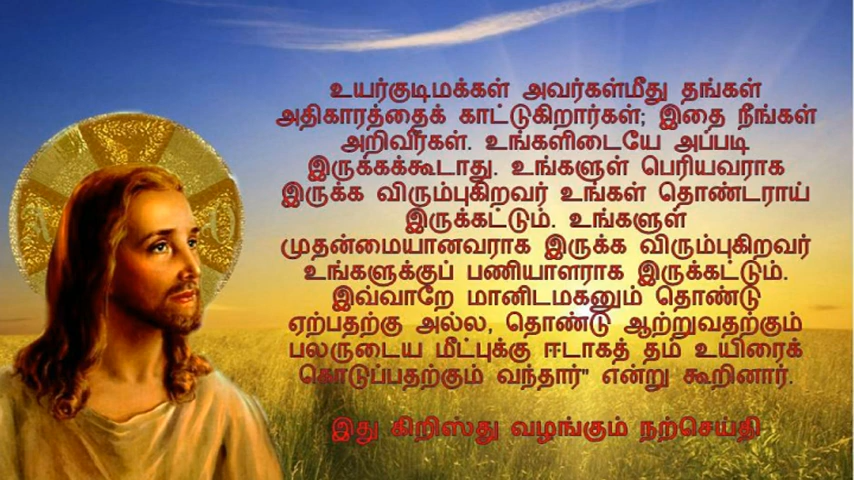 உயர்குடிமக்கள் அவர்கள்மீது தங்கள்
அதிகாரத்தைக் காட்டுகிறார்கள்; இதை நீங்கள்
அறிவீர்கள். உங்களிடையே அப்படி
இருக்கக்கூடாது. உங்களுள் பெரியவராக
இருக்க விரும்புகிறவர் உங்கள் தொண்டராய்
இருக்கட்டும். உங்களுள்
முதன்மையானவராக இருக்க விரும்புகிறவர்
உங்களுக்குப் பணியாளராக இருக்கட்டும்.
இவ்வாறே மானிடமகனும் தொண்டு
ஏற்பதற்கு அல்ல, தொண்டு ஆற்றுவதற்கும்
பலருடைய மீட்புக்கு ஈடாகத் தம் உயிரைக்
கொடுப்பதற்கும் வந்தார்" என்று கூறினார்.
இது கிறிஸ்து வழங்கும் நற்செய்தி